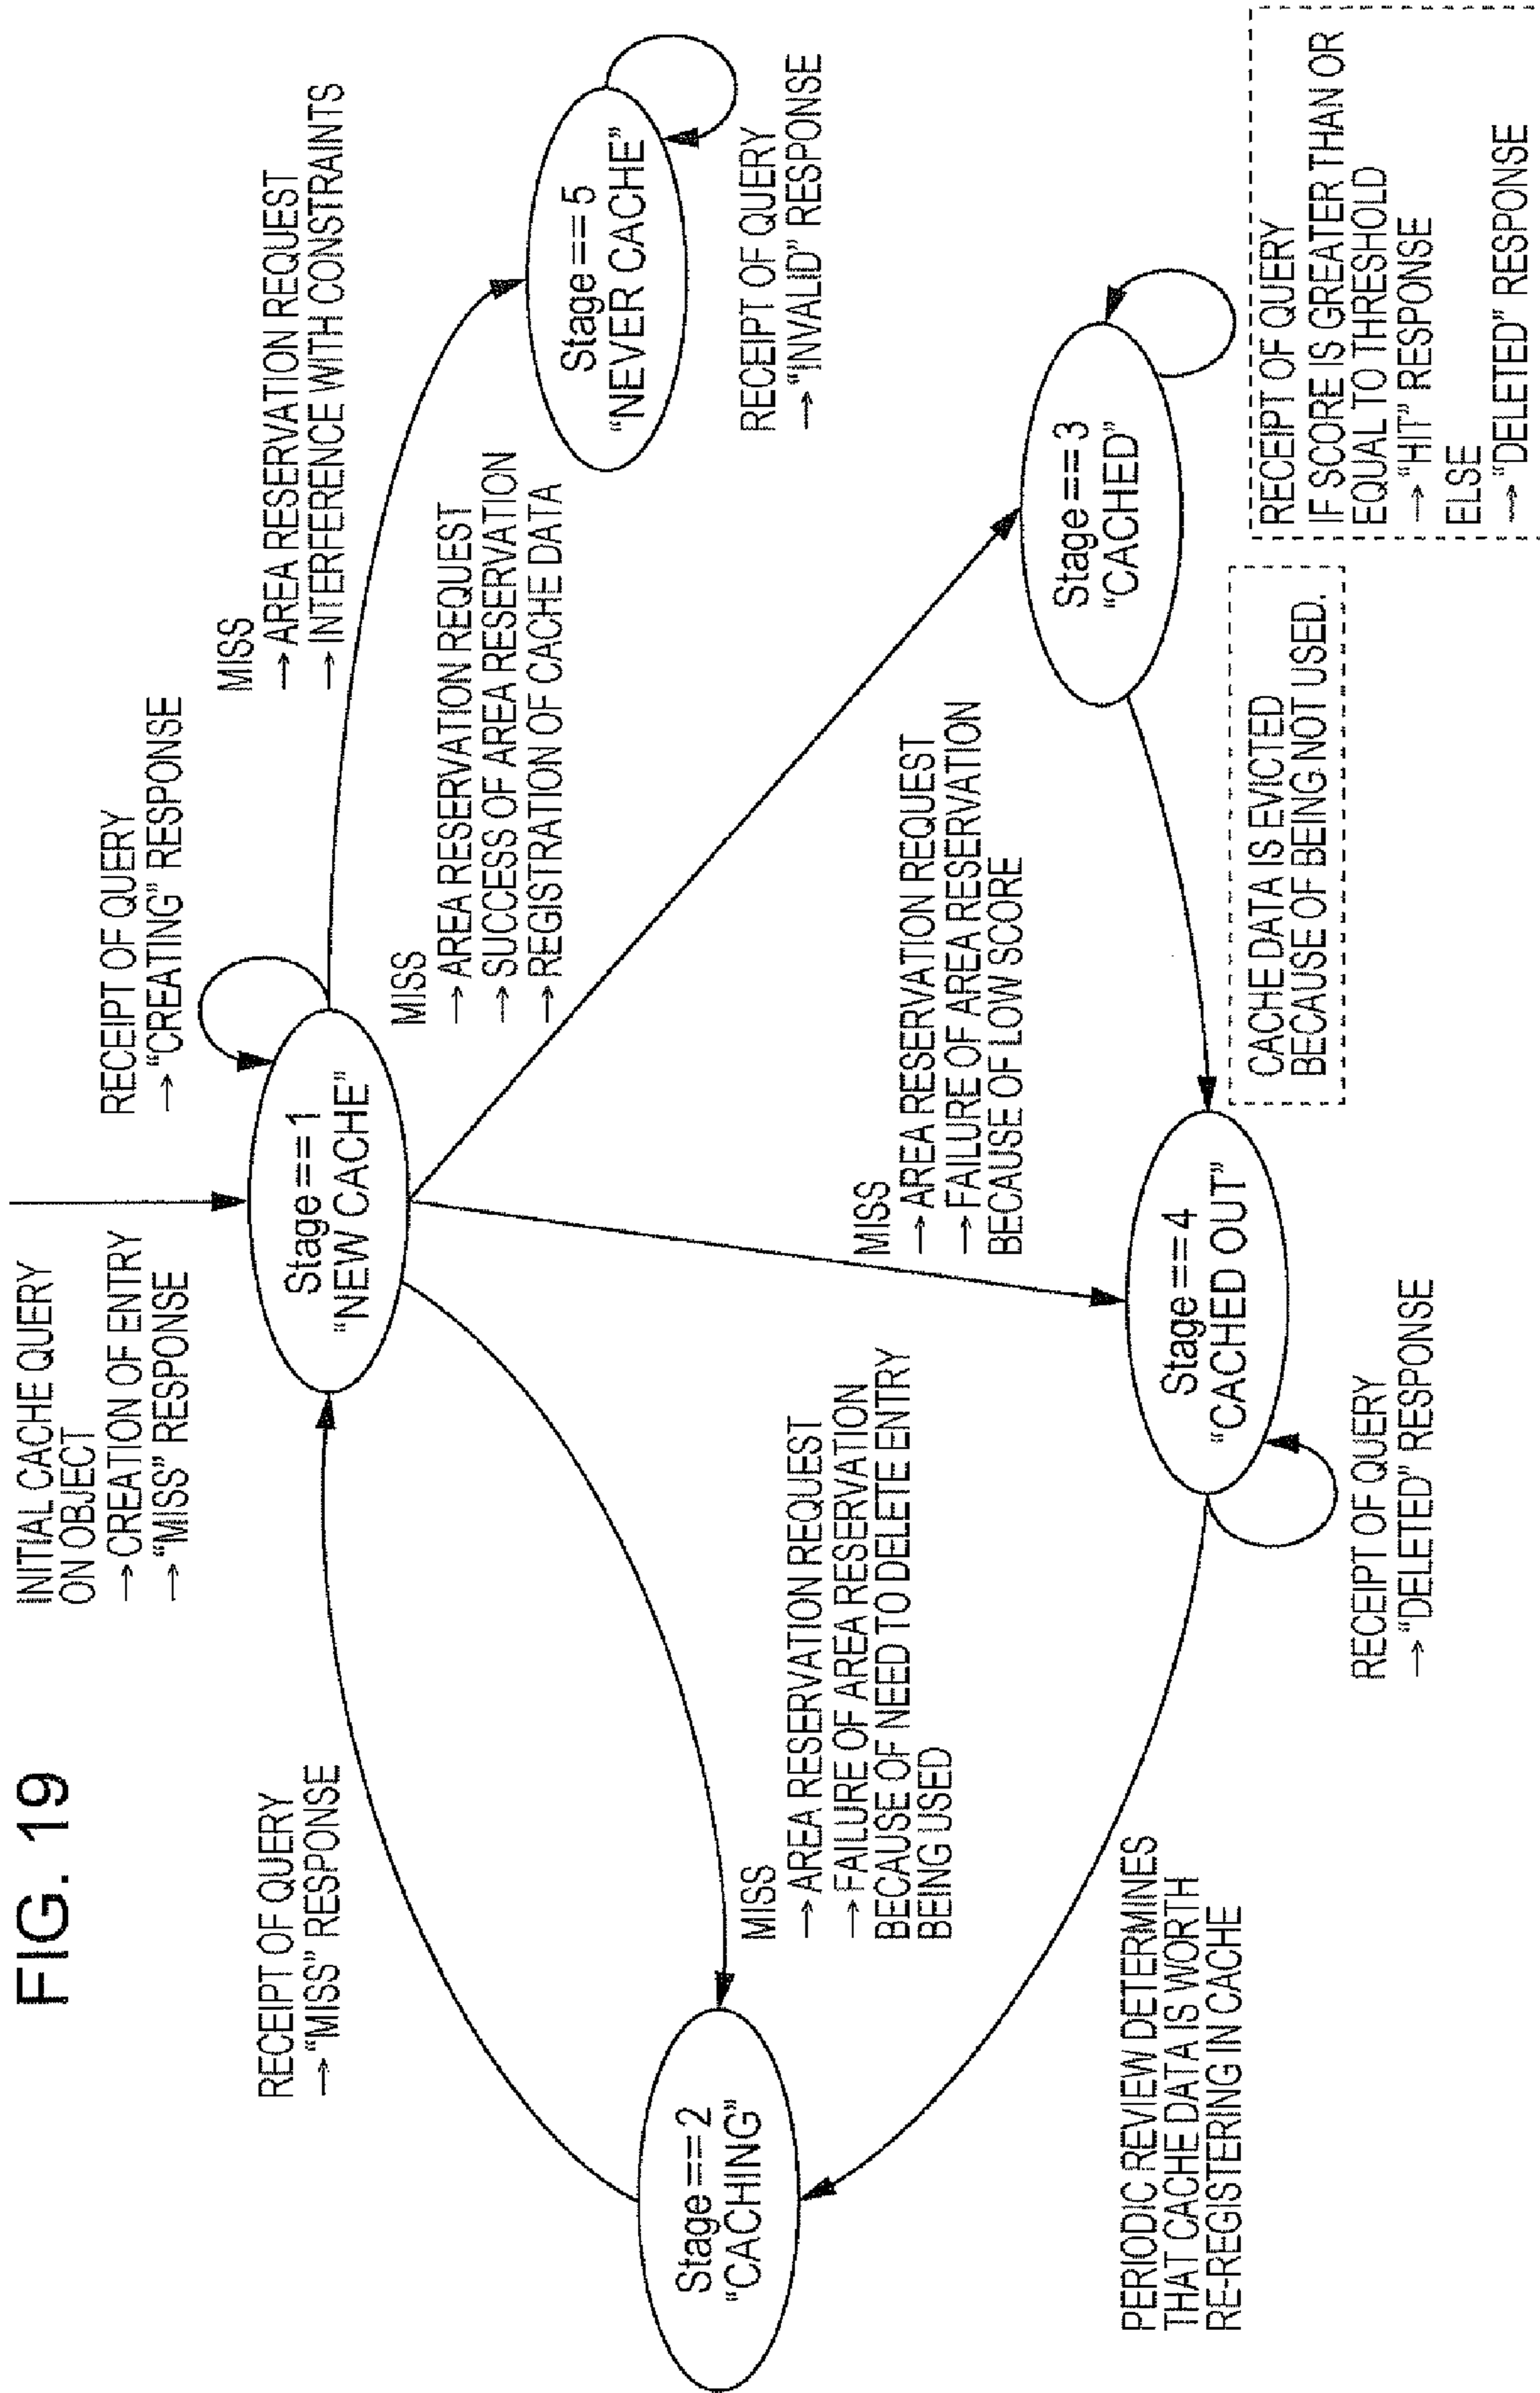 FIG. 19
INITIAL CACHE QUERY
ON OBJECT
→ CREATION OF ENTRY
→ "MISS" RESPONSE
RECEIPT OF QUERY
→ "CREATING" RESPONSE
MISS
→ AREA RESERVATION REQUEST
→ INTERFERENCE WITH CONSTRAINTS
Stage==1
"NEW CACHE"
RECEIPT OF QUERY
→ "MISS" RESPONSE
MISS
→ AREA RESERVATION REQUEST
→ SUCCESS OF AREA RESERVATION
→ REGISTRATION OF CACHE DATA
Stage==5
"NEVER CACHE"
RECEIPT OF QUERY
→ "INVALID" RESPONSE
Stage==2
"CACHING"
MISS
→ AREA RESERVATION REQUEST
→ FAILURE OF AREA RESERVATION
BECAUSE OF NEED TO DELETE ENTRY
BEING USED
MISS
→ AREA RESERVATION REQUEST
→ FAILURE OF AREA RESERVATION
BECAUSE OF LOW SCORE
Stage==3
"CACHED"
PERIODIC REVIEW DETERMINES
THAT CACHE DATA IS WORTH
RE-REGISTERING IN CACHE
Stage==4
"CACHED OUT"
CACHE DATA IS EVICTED
BECAUSE OF BEING NOT USED.
RECEIPT OF QUERY
→ "DELETED" RESPONSE
RECEIPT OF QUERY
IF SCORE IS GREATER THAN OR
EQUAL TO THRESHOLD
→ "HIT" RESPONSE
ELSE
→ "DELETED" RESPONSE